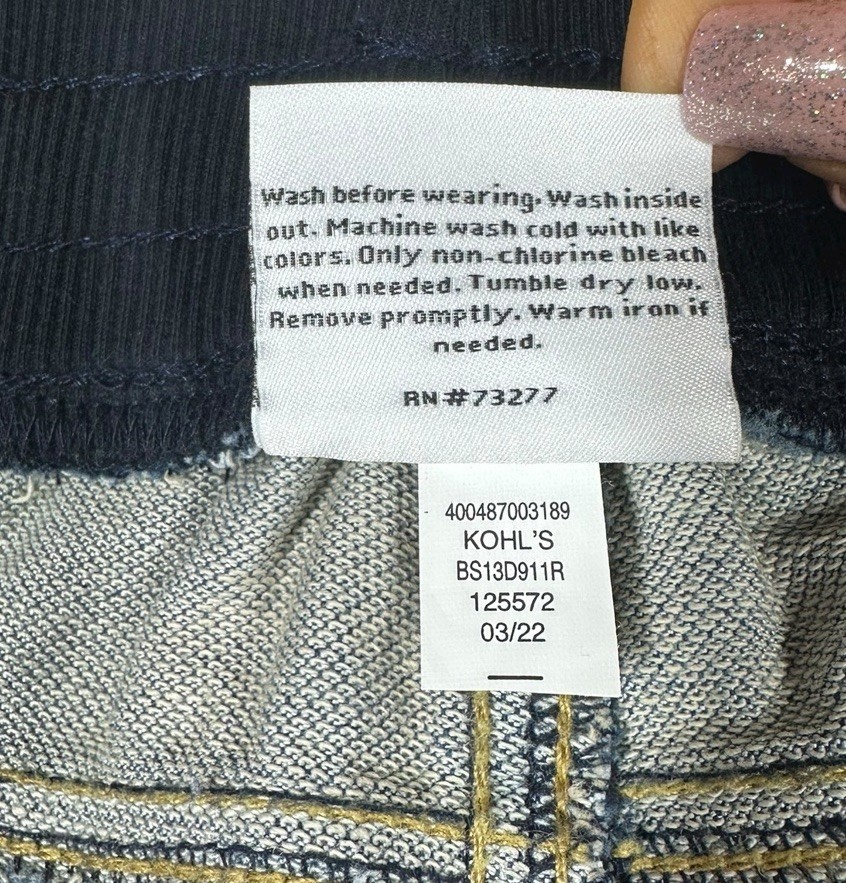 Wash before wearing. Wash inside
out. Machine wash cold with like
colors. Only non-chlorine bleach
when needed. Tumble dry low.
Remove promptly. Warm iron if
needed.
RN#73277
400487003189
KOHL'S
BS13D911R
125572
03/22